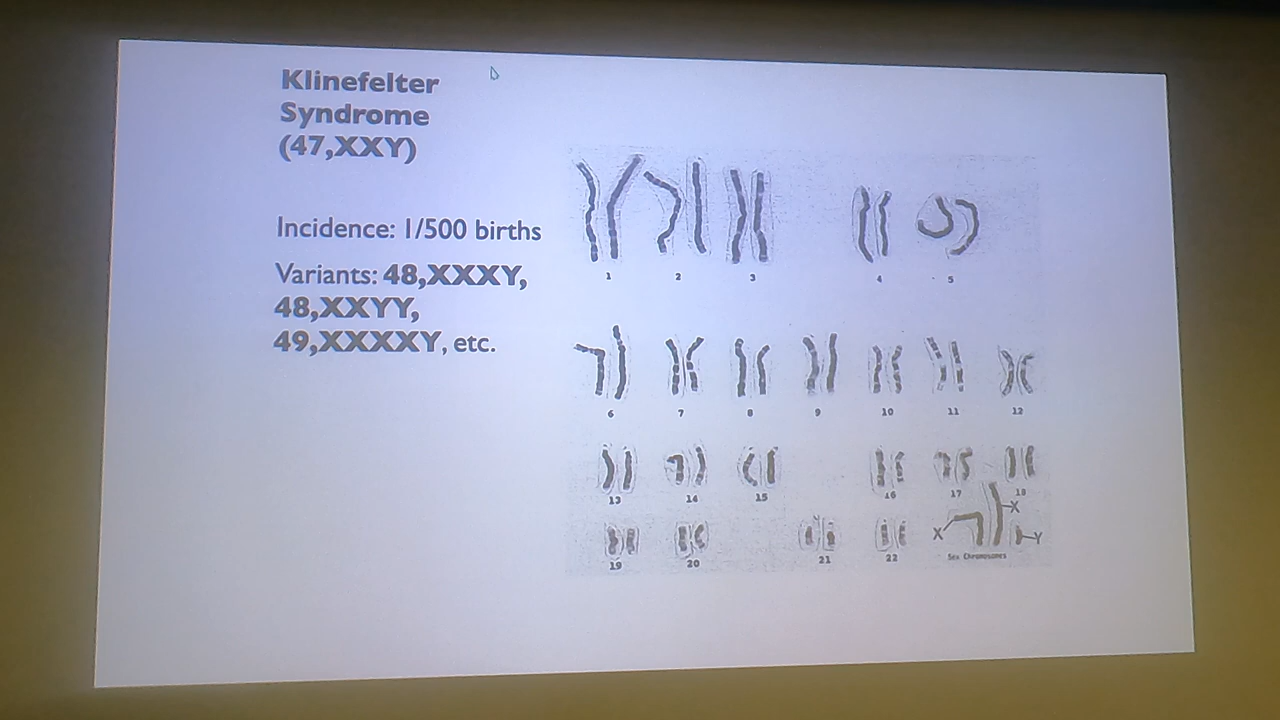 Klinefelter
Syndrome
(47,XXY)
Incidence: 1/500 births
Variants: 48,XXXY,
48,XXYY,
49,XXXXY, etc.
1 2 3 4 5
6 7 8 9 10 11 12
13 14 15 16 17 18
X
X Y
19 20 21 22 Sex Chromosomes